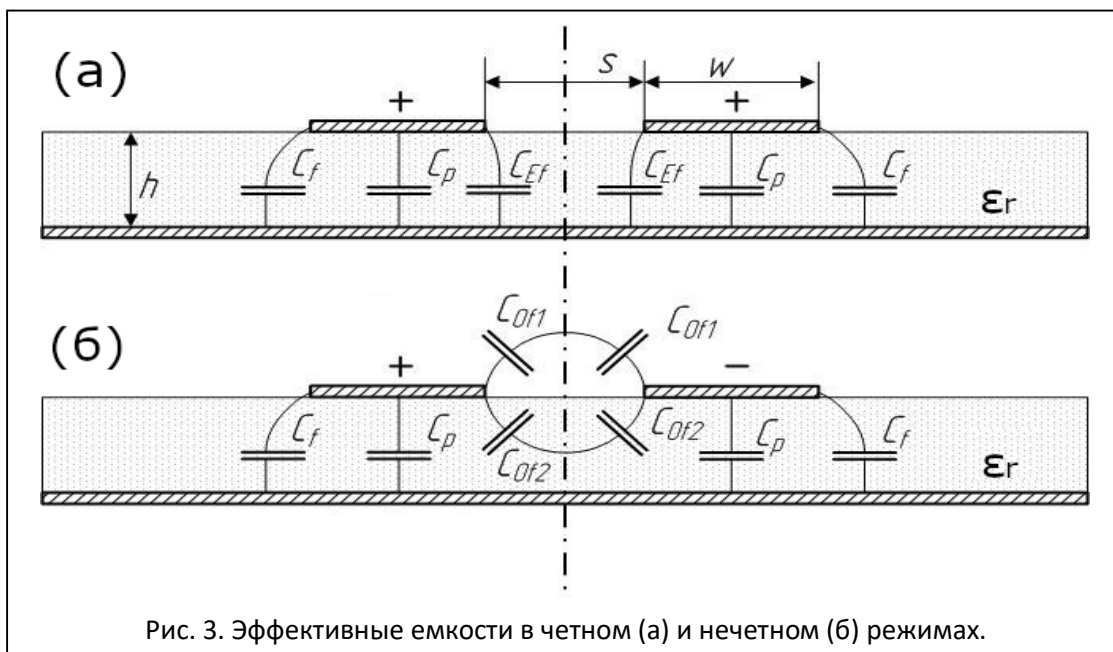 (а)
s w
+ +
h
C_f C_p C_Ef C_Ef C_p C_f
εr
(б)
C_Of1 C_Of1
+ −
C_f C_p C_Of2 C_Of2 C_p C_f
εr
Рис. 3. Эффективные емкости в четном (а) и нечетном (б) режимах.